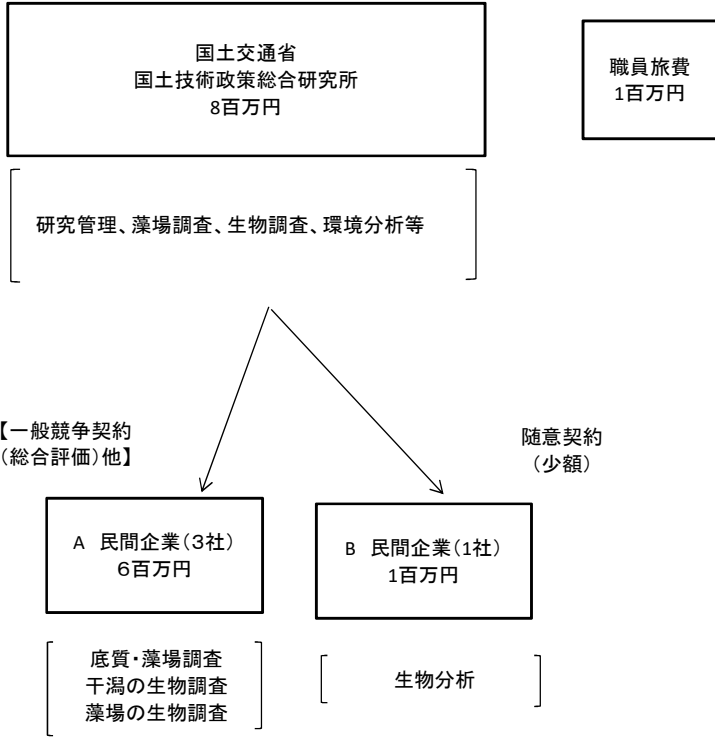 国土交通省
国土技術政策総合研究所
8百万円
職員旅費
1百万円
研究管理、藻場調査、生物調査、環境分析等
【一般競争契約
(総合評価)他】
随意契約
(少額)
A 民間企業(3社)
6百万円
B 民間企業(1社)
1百万円
底質・藻場調査
干潟の生物調査
藻場の生物調査
生物分析